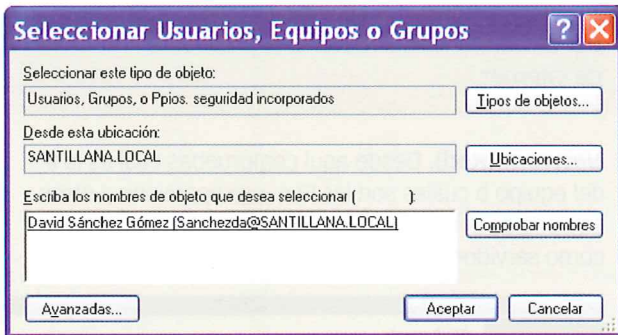 Seleccionar Usuarios, Equipos o Grupos
Seleccionar este tipo de objeto:
Usuarios, Grupos, o Ppios. seguridad incorporados
Tipos de objetos...
Desde esta ubicación:
SANTILLANA.LOCAL
Ubicaciones...
Escriba los nombres de objeto que desea seleccionar ( ):
David Sánchez Gómez (Sanchezda@SANTILLANA.LOCAL)
Comprobar nombres
Avanzadas...
Aceptar
Cancelar